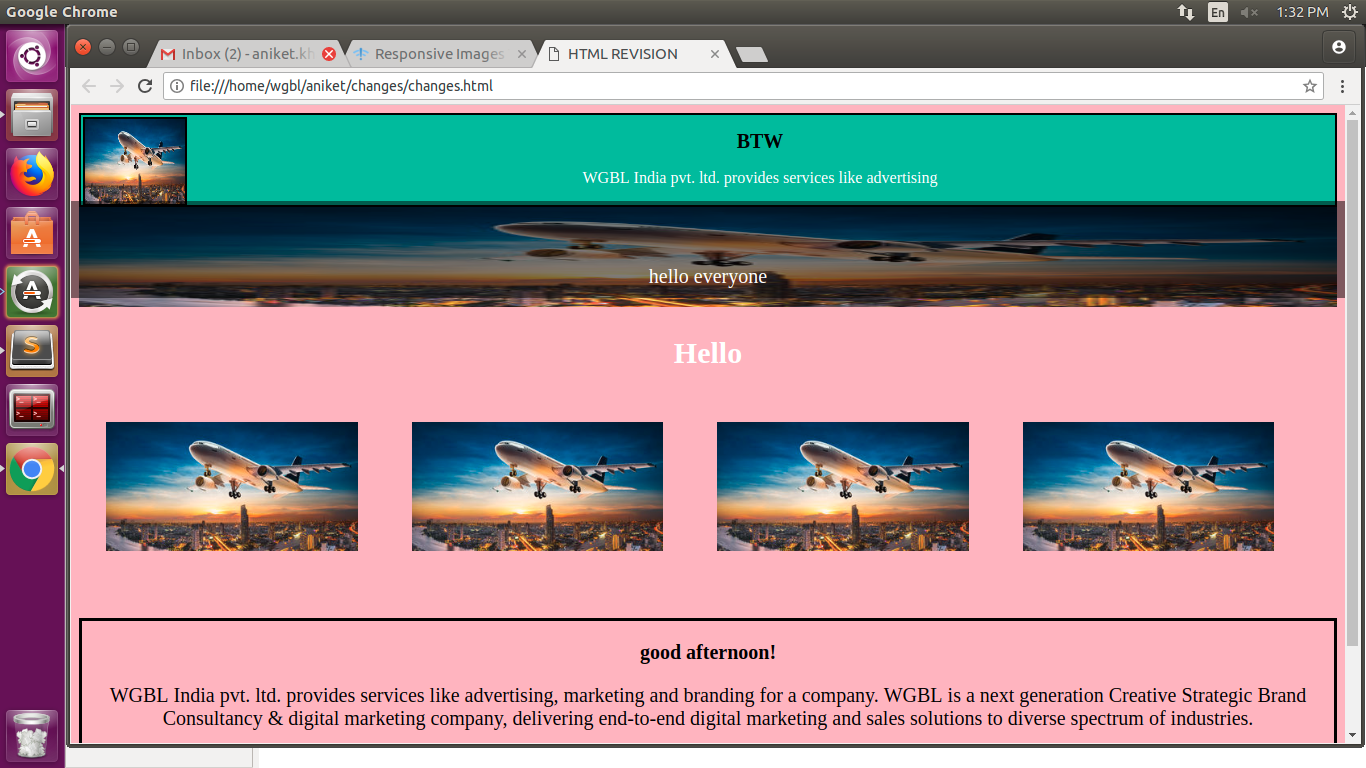 Google Chrome
En
1:32 PM
Inbox (2) - aniket.kh
Responsive Images
HTML REVISION
file:///home/wgbl/aniket/changes/changes.html
BTW
WGBL India pvt. ltd. provides services like advertising
hello everyone
Hello
good afternoon!
WGBL India pvt. ltd. provides services like advertising, marketing and branding for a company. WGBL is a next generation Creative Strategic Brand
Consultancy & digital marketing company, delivering end-to-end digital marketing and sales solutions to diverse spectrum of industries.